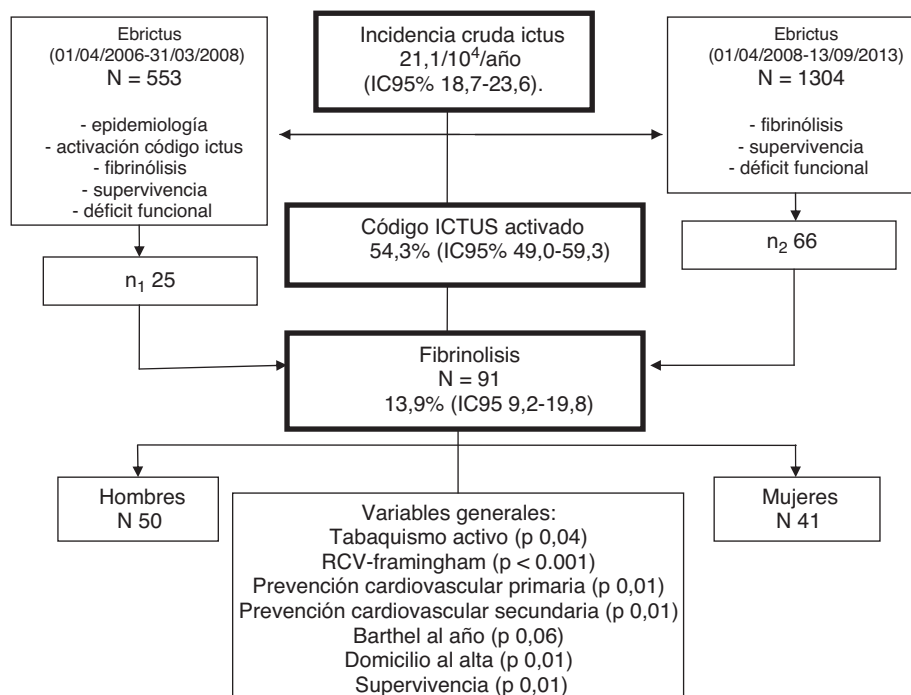 Ebrictus
(01/04/2006-31/03/2008)
N = 553
- epidemiología
- activación código ictus
- fibrinólisis
- supervivencia
- déficit funcional
Incidencia cruda ictus
21,1/10⁴/año
(IC95% 18,7-23,6).
Ebrictus
(01/04/2008-13/09/2013)
N = 1304
- fibrinólisis
- supervivencia
- déficit funcional
Código ICTUS activado
54,3% (IC95% 49,0-59,3)
n₁ 25
n₂ 66
Fibrinolisis
N = 91
13,9% (IC95 9,2-19,8)
Hombres
N 50
Mujeres
N 41
Variables generales:
Tabaquismo activo (p 0,04)
RCV-framingham (p < 0.001)
Prevención cardiovascular primaria (p 0,01)
Prevención cardiovascular secundaria (p 0,01)
Barthel al año (p 0,06)
Domicilio al alta (p 0,01)
Supervivencia (p 0,01)